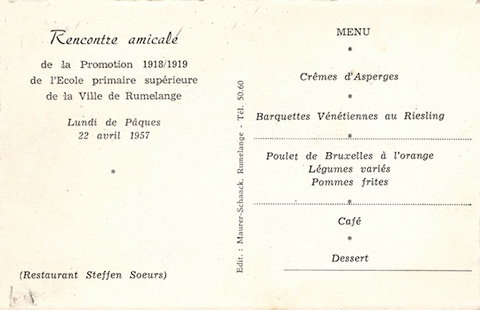 Rencontre amicale
de la Promotion 1918/1919
de l'Ecole primaire supérieure
de la Ville de Rumelange
Lundi de Pâques
22 avril 1957
*
(Restaurant Steffen Soeurs)
Edit. : Maurer-Schaack. Rumelange - Tél. 50.60
MENU
*
Crêmes d'Asperges
*
Barquettes Vénétiennes au Riesling
*
Poulet de Bruxelles à l'orange
Légumes variés
Pommes frites
*
Café
*
Dessert